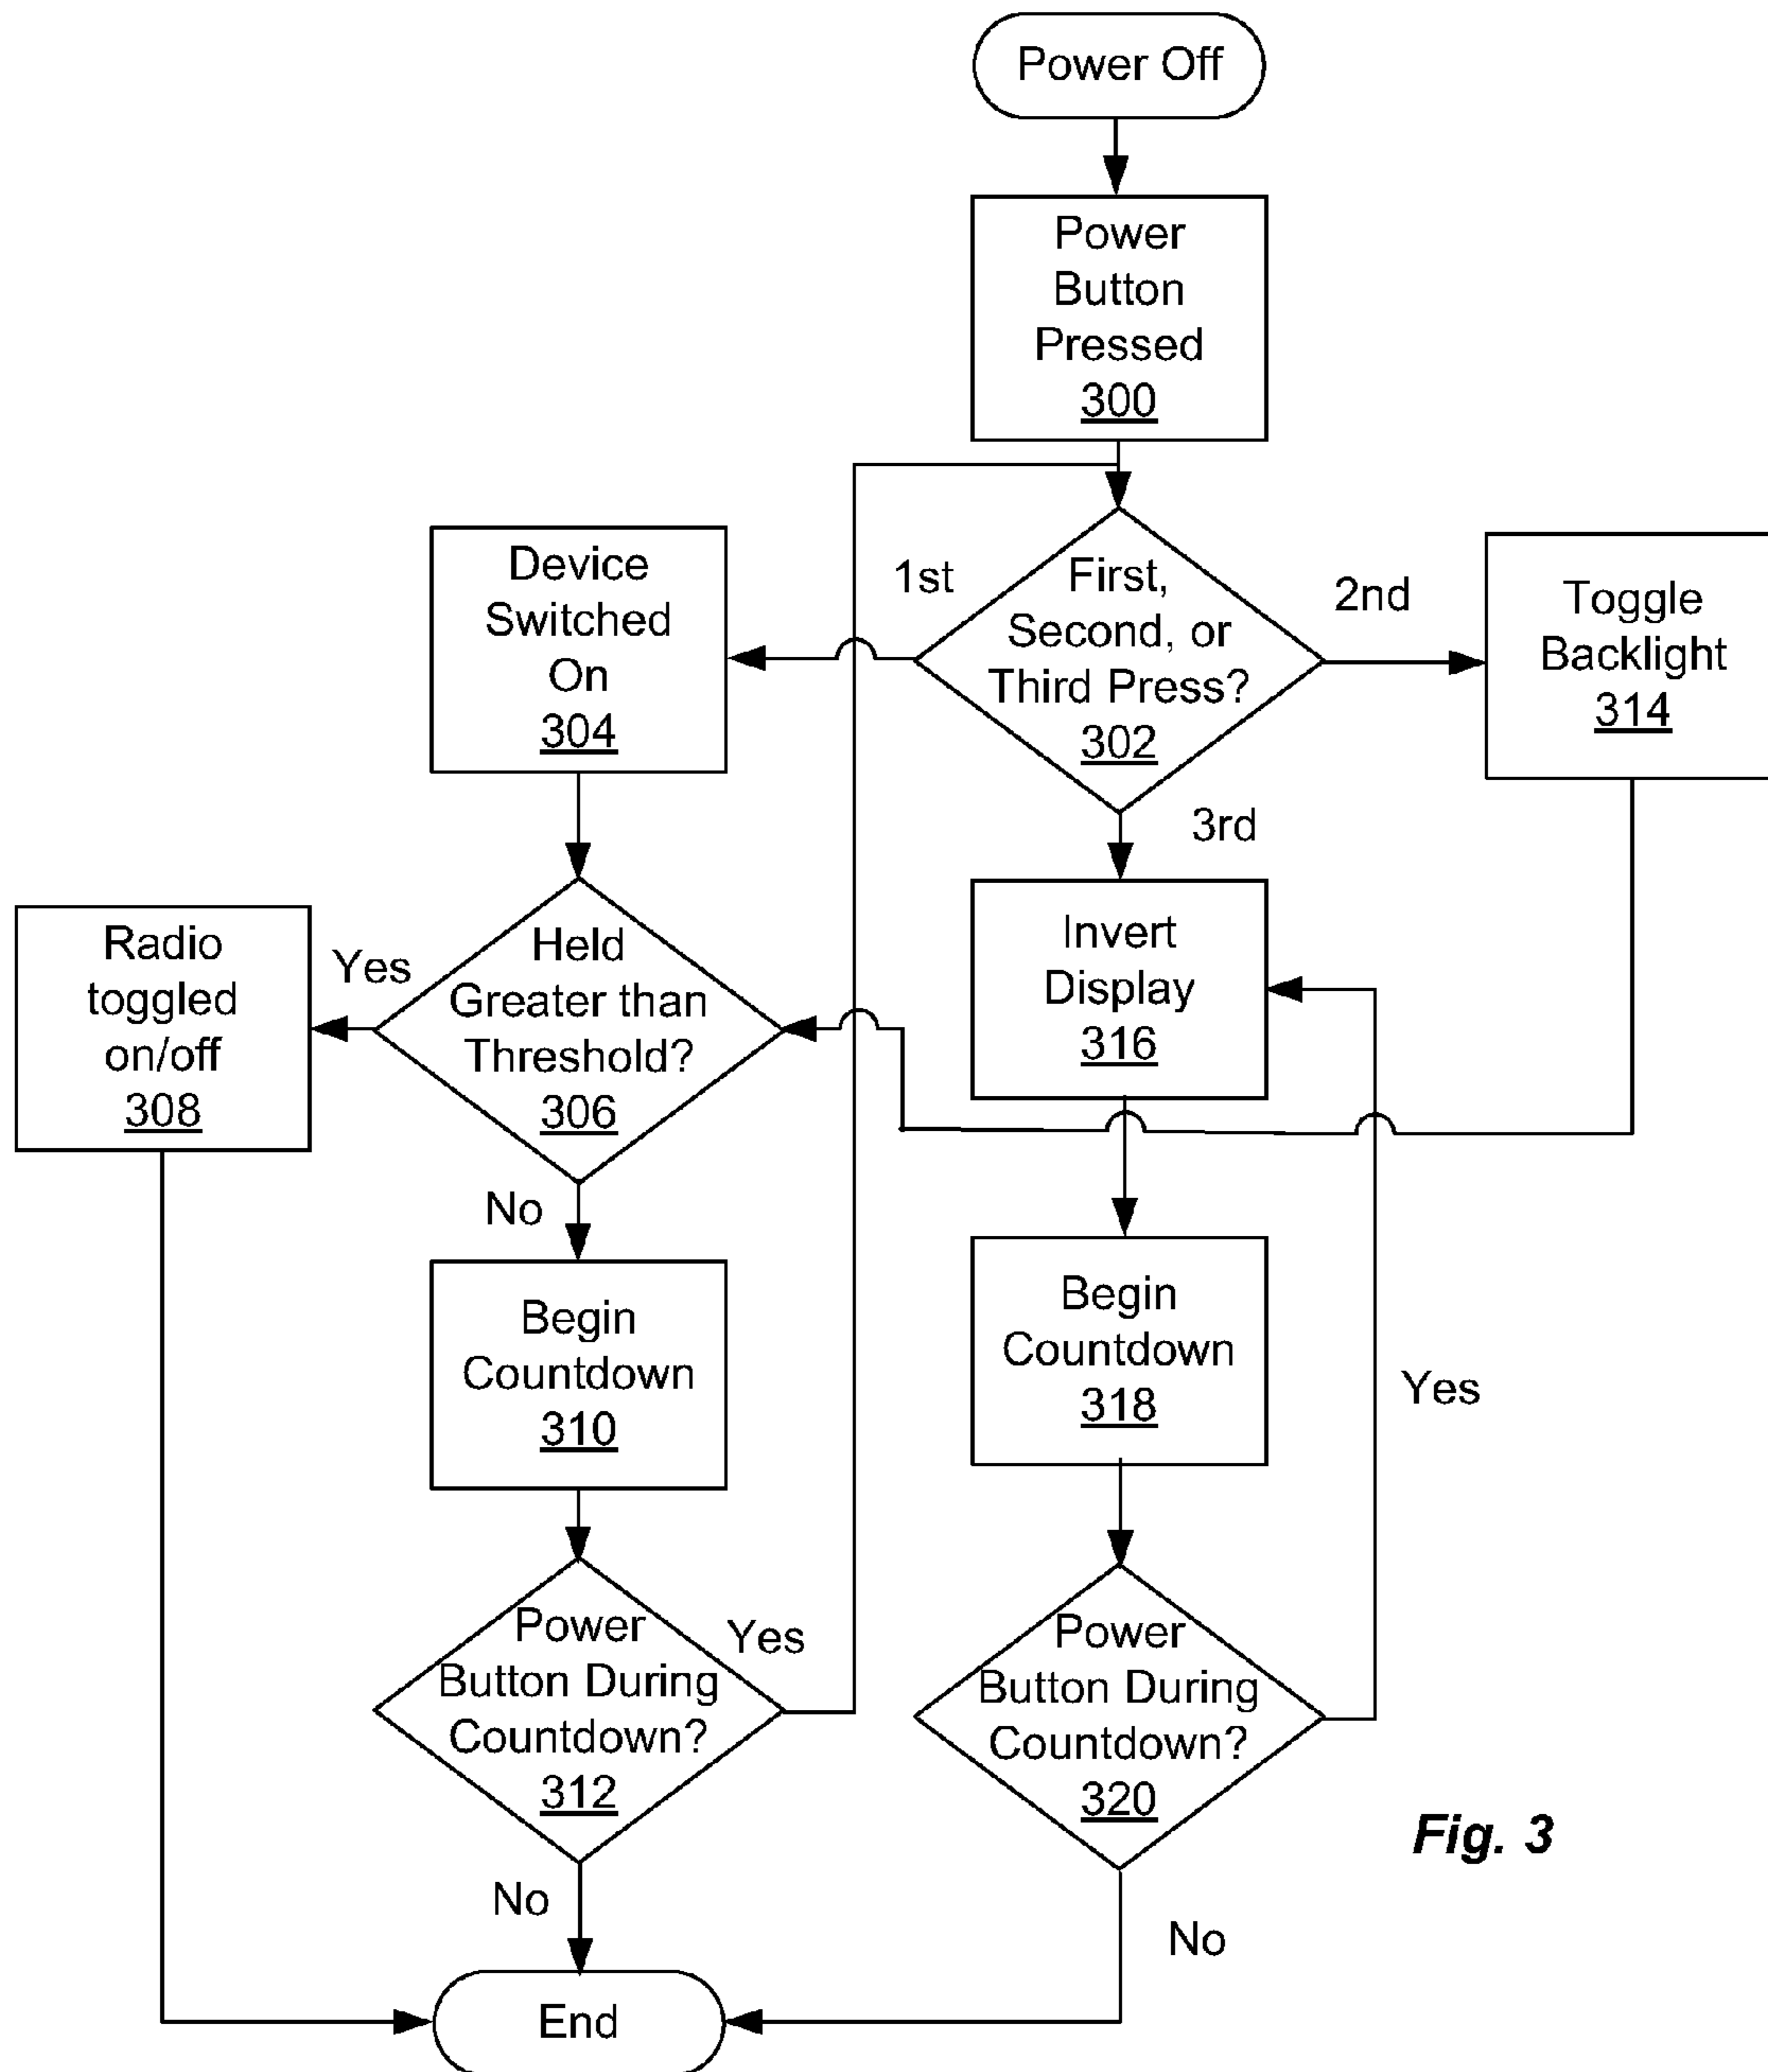 Power Off
Power
Button
Pressed
300
Device
Switched
On
304
1st
First,
Second, or
Third Press?
302
2nd
Toggle
Backlight
314
3rd
Radio
toggled
on/off
308
Yes
Held
Greater than
Threshold?
306
Invert
Display
316
No
Begin
Countdown
310
Begin
Countdown
318
Yes
Power
Button During
Countdown?
312
Yes
Power
Button During
Countdown?
320
Fig. 3
No
No
End